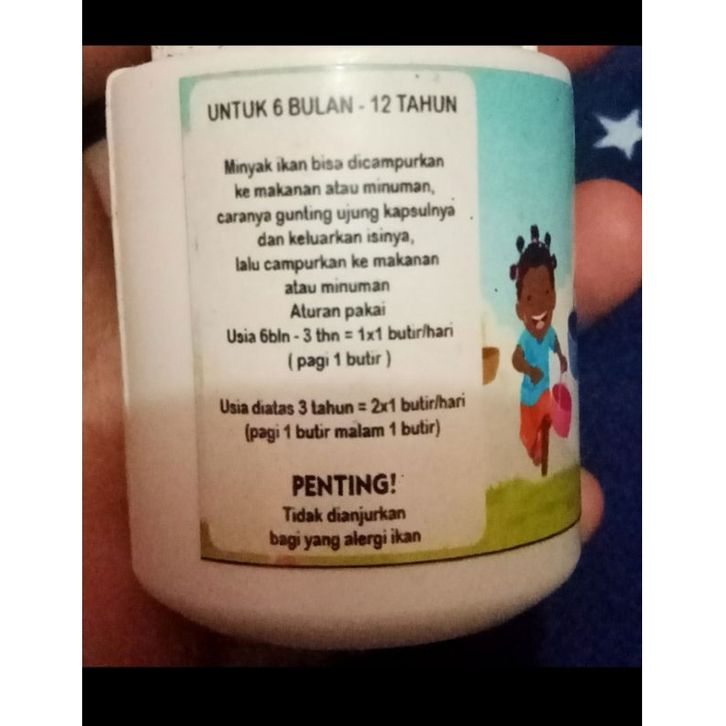 UNTUK 6 BULAN - 12 TAHUN
Minyak ikan bisa dicampurkan
ke makanan atau minuman,
caranya gunting ujung kapsulnya
dan keluarkan isinya,
lalu campurkan ke makanan
atau minuman
Aturan pakai
Usia 6bln - 3 thn = 1x1 butir/hari
( pagi 1 butir )
Usia diatas 3 tahun = 2x1 butir/hari
(pagi 1 butir malam 1 butir)
PENTING!
Tidak dianjurkan
bagi yang alergi ikan